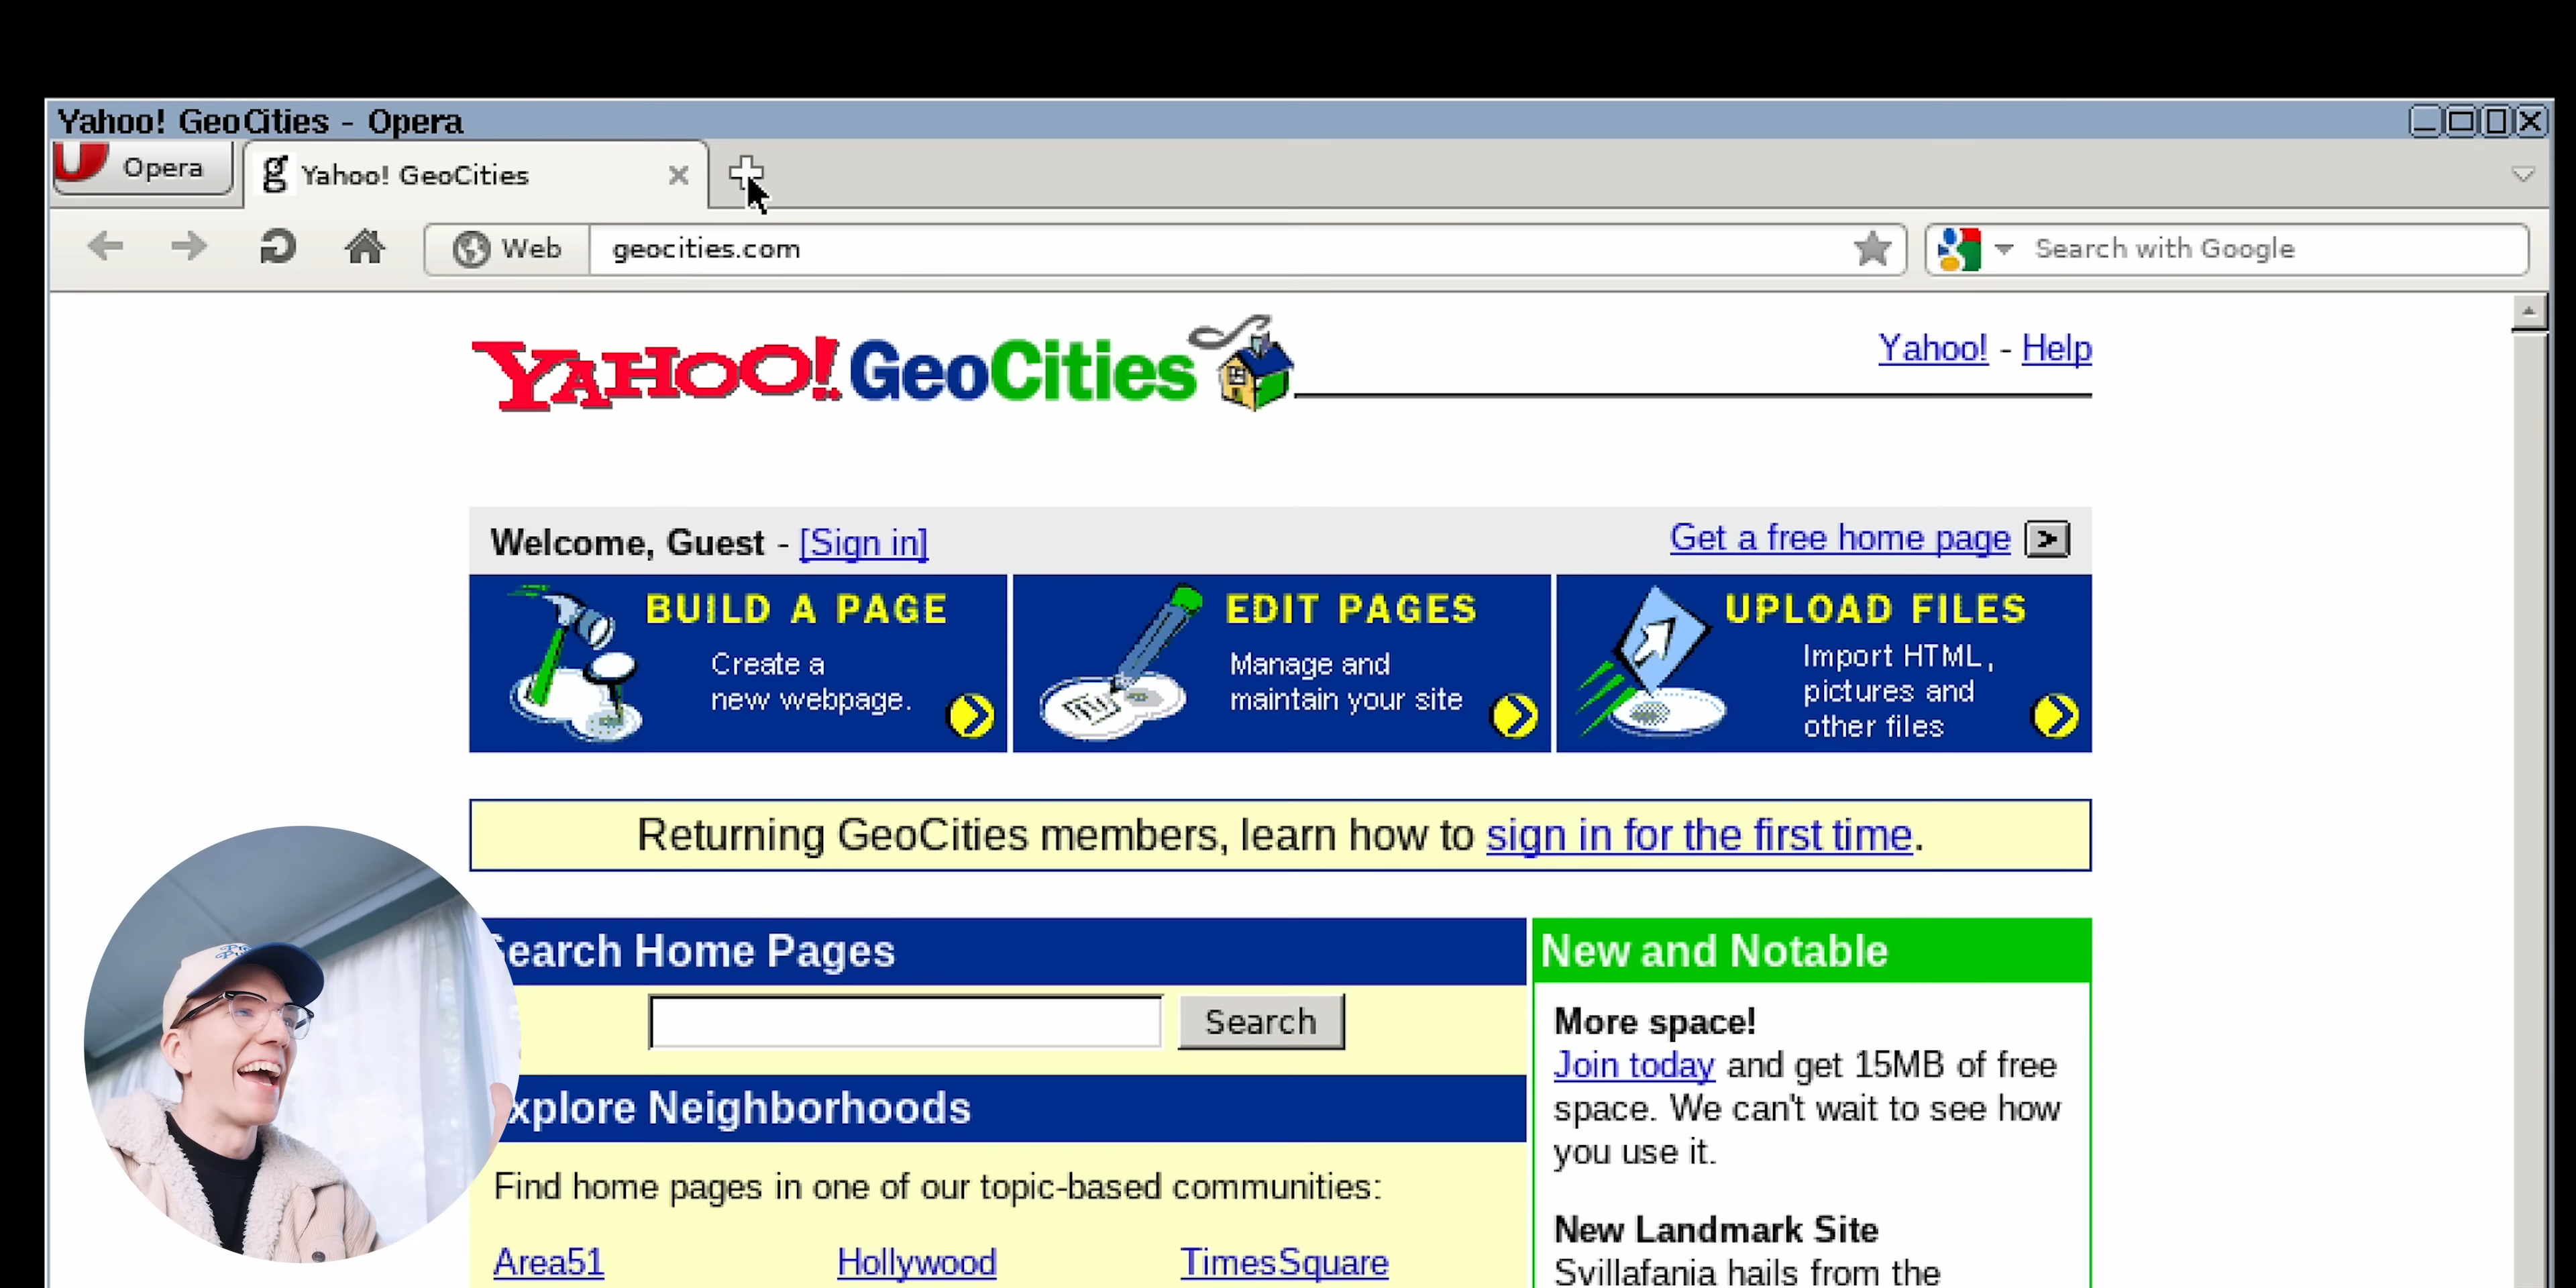 Yahoo! GeoCities - Opera
Opera
Yahoo! GeoCities
Web
geocities.com
Search with Google
YAHOO! GeoCities
Yahoo! - Help
Welcome, Guest - [Sign in]
Get a free home page >
BUILD A PAGE
Create a
new webpage.
EDIT PAGES
Manage and
maintain your site
UPLOAD FILES
Import HTML,
pictures and
other files
Returning GeoCities members, learn how to sign in for the first time.
Search Home Pages
Search
xplore Neighborhoods
Find home pages in one of our topic-based communities:
Area51
Hollywood
TimesSquare
New and Notable
More space!
Join today and get 15MB of free
space. We can't wait to see how
you use it.
New Landmark Site
Svillafania hails from the